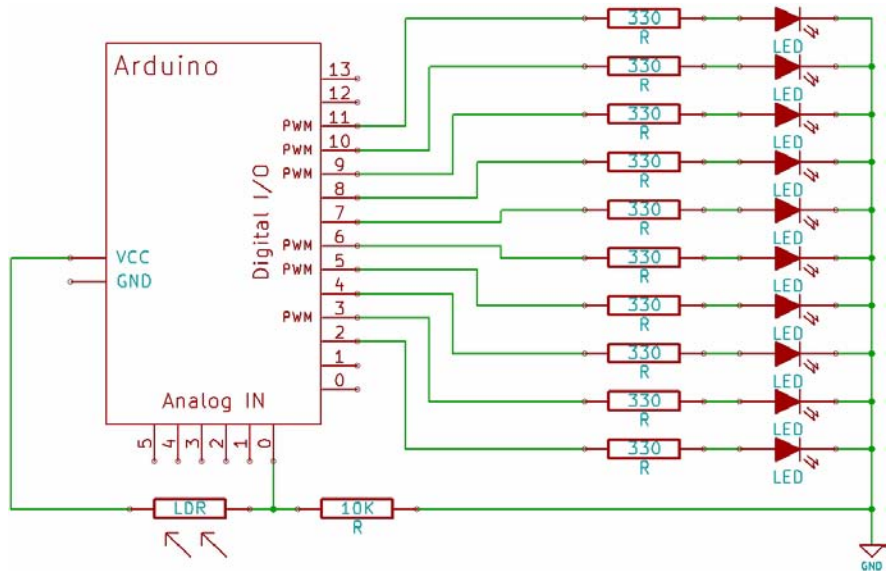 Arduino
13
12
PWM 11
PWM 10
PWM 9
8
7
PWM 6
PWM 5
4
PWM 3
2
1
0
Digital I/O
VCC
GND
Analog IN
5 4 3 2 1 0
330
R
LED
330
R
LED
330
R
LED
330
R
LED
330
R
LED
330
R
LED
330
R
LED
330
R
LED
330
R
LED
330
R
LED
LDR
10K
R
GND